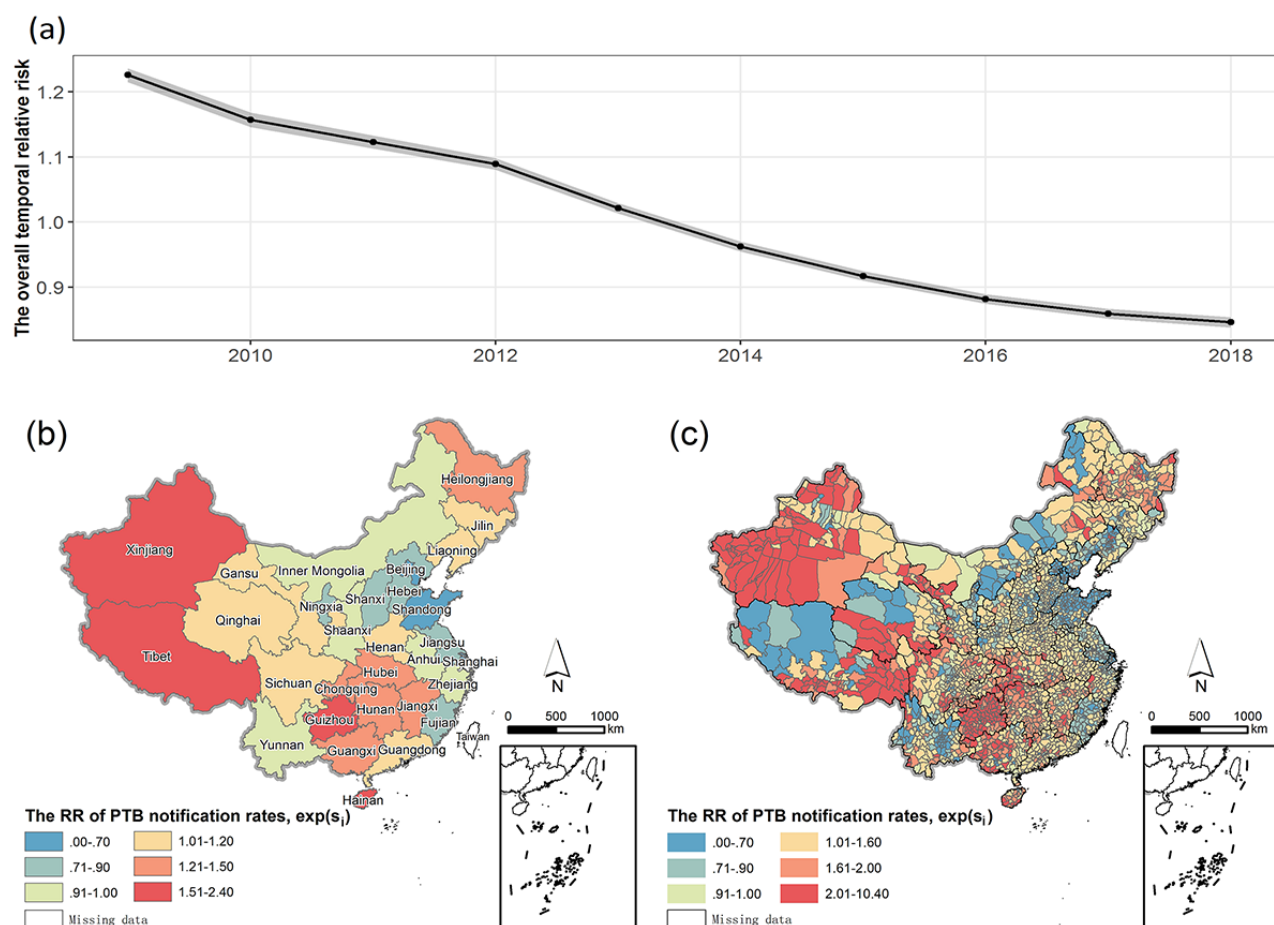 (a)
The overall temporal relative risk
1.2
1.1
1.0
0.9
2010
2012
2014
2016
2018
(b)
Heilongjiang
Jilin
Liaoning
Xinjiang
Gansu
Inner Mongolia
Beijing
Hebei
Shanxi
Shandong
Ningxia
Qinghai
Shaanxi
Henan
Jiangsu
Anhui
Shanghai
Tibet
Hubei
Sichuan
Chongqing
Zhejiang
Hunan
Jiangxi
Guizhou
Fujian
Yunnan
Guangxi
Guangdong
Taiwan
Hainan
N
0 500 1000
km
The RR of PTB notification rates, exp(si)
.00-.70
1.01-1.20
.71-.90
1.21-1.50
.91-1.00
1.51-2.40
Missing data
(c)
N
0 500 1000
km
The RR of PTB notification rates, exp(si)
.00-.70
1.01-1.60
.71-.90
1.61-2.00
.91-1.00
2.01-10.40
Missing data